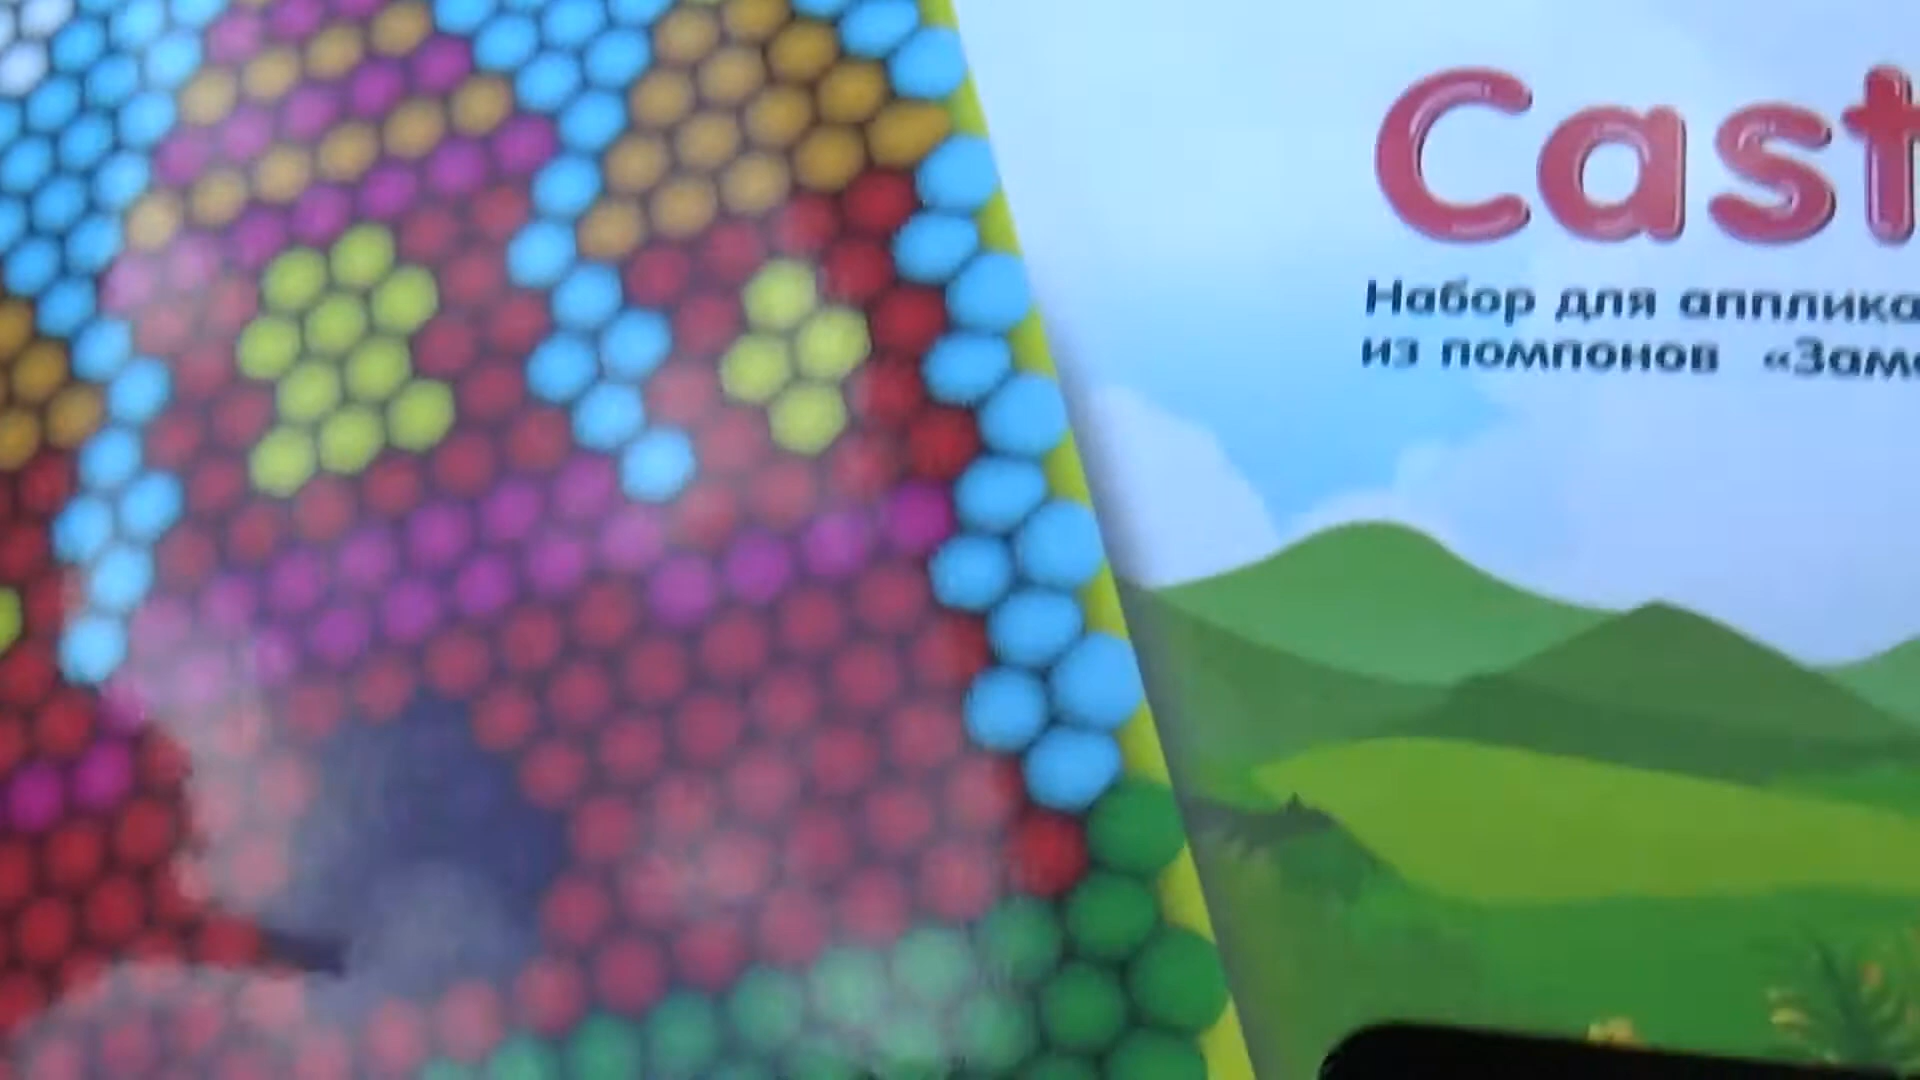 Cast
Набор для апплика
из помпонов «Зам